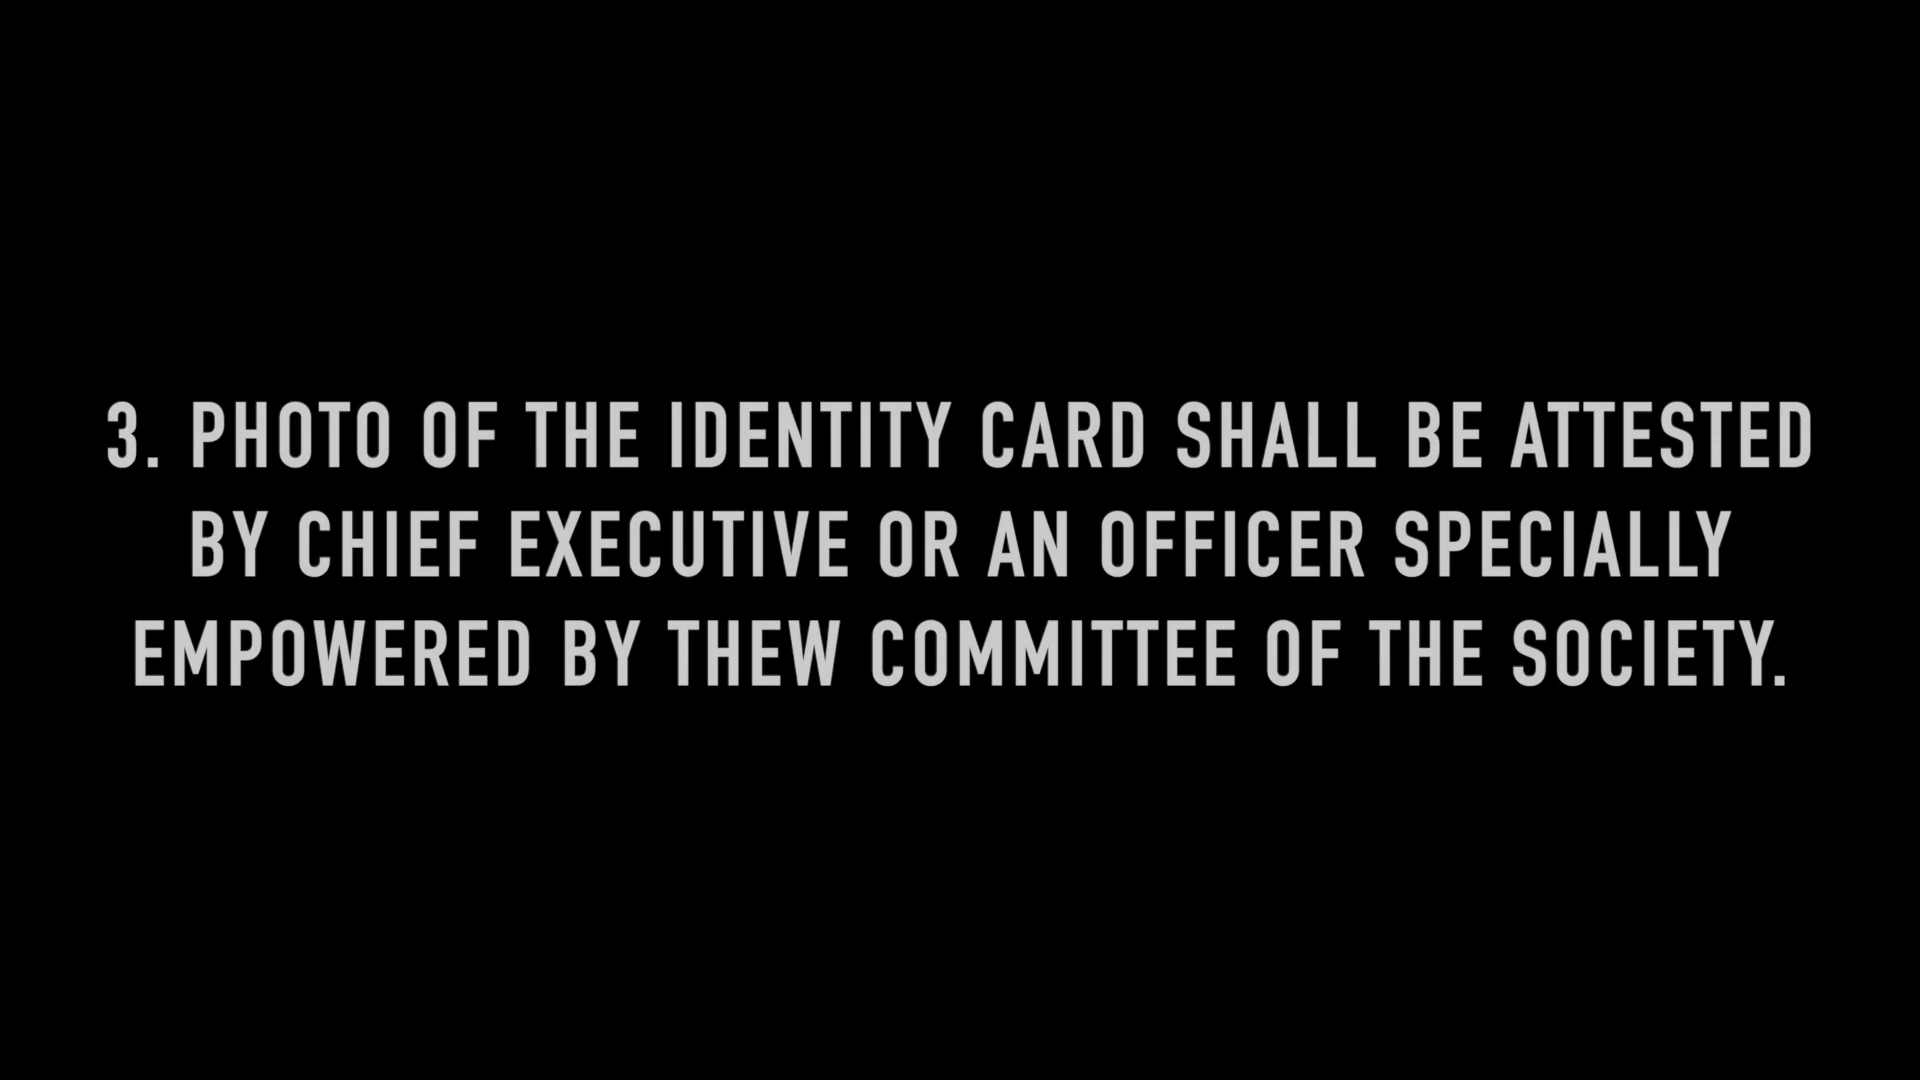 3. PHOTO OF THE IDENTITY CARD SHALL BE ATTESTED
BY CHIEF EXECUTIVE OR AN OFFICER SPECIALLY
EMPOWERED BY THEW COMMITTEE OF THE SOCIETY.